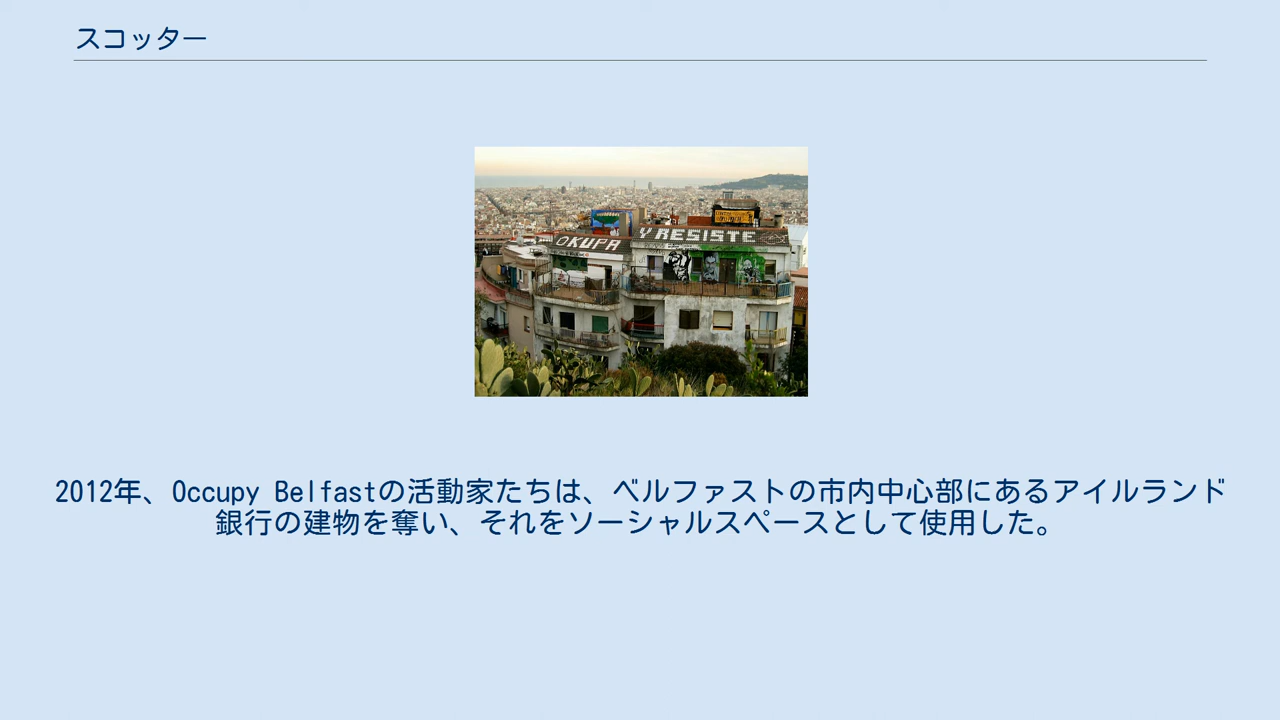 スコッター
OKUPA Y RESISTE
2012年、Occupy Belfastの活動家たちは、ベルファストの市内中心部にあるアイルランド
銀行の建物を奪い、それをソーシャルスペースとして使用した。